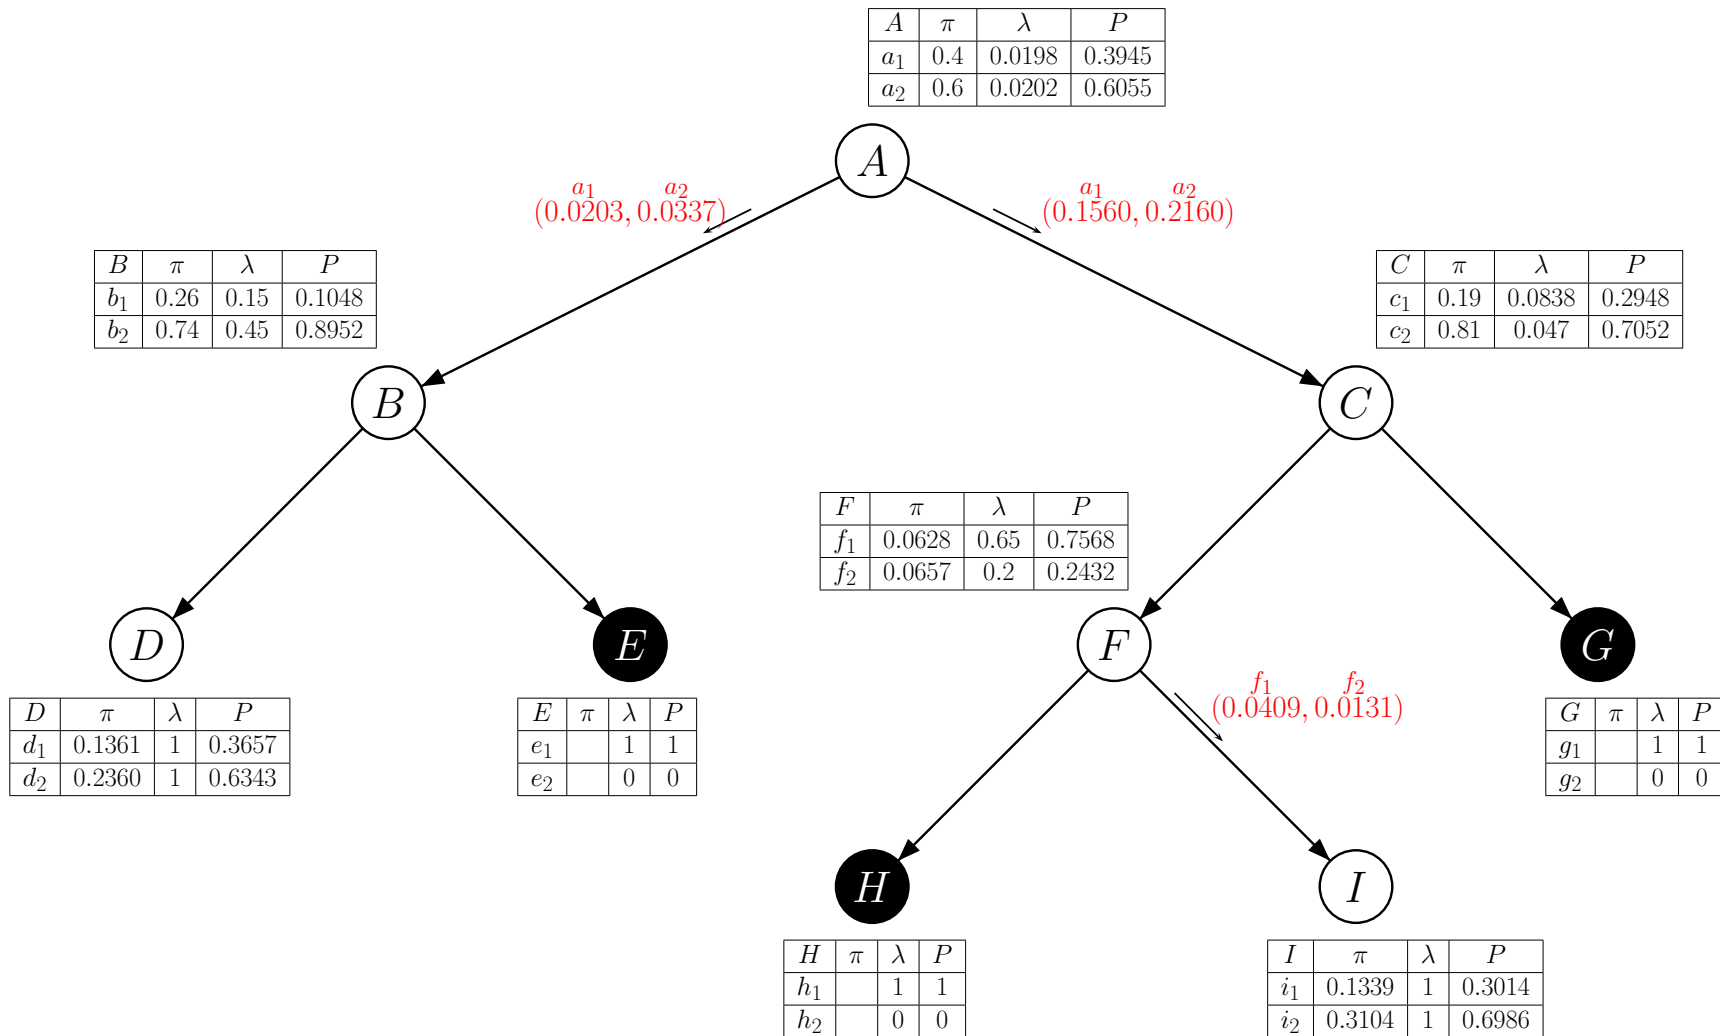 A π λ P
a1 0.4 0.0198 0.3945
a2 0.6 0.0202 0.6055
A
a1 a2
(0.0203, 0.0337)
a1 a2
(0.1560, 0.2160)
B π λ P
b1 0.26 0.15 0.1048
b2 0.74 0.45 0.8952
C π λ P
c1 0.19 0.0838 0.2948
c2 0.81 0.047 0.7052
B
C
F π λ P
f1 0.0628 0.65 0.7568
f2 0.0657 0.2 0.2432
D
E
F
G
f1 f2
(0.0409, 0.0131)
D π λ P
d1 0.1361 1 0.3657
d2 0.2360 1 0.6343
E π λ P
e1 1 1
e2 0 0
G π λ P
g1 1 1
g2 0 0
H
I
H π λ P
h1 1 1
h2 0 0
I π λ P
i1 0.1339 1 0.3014
i2 0.3104 1 0.6986